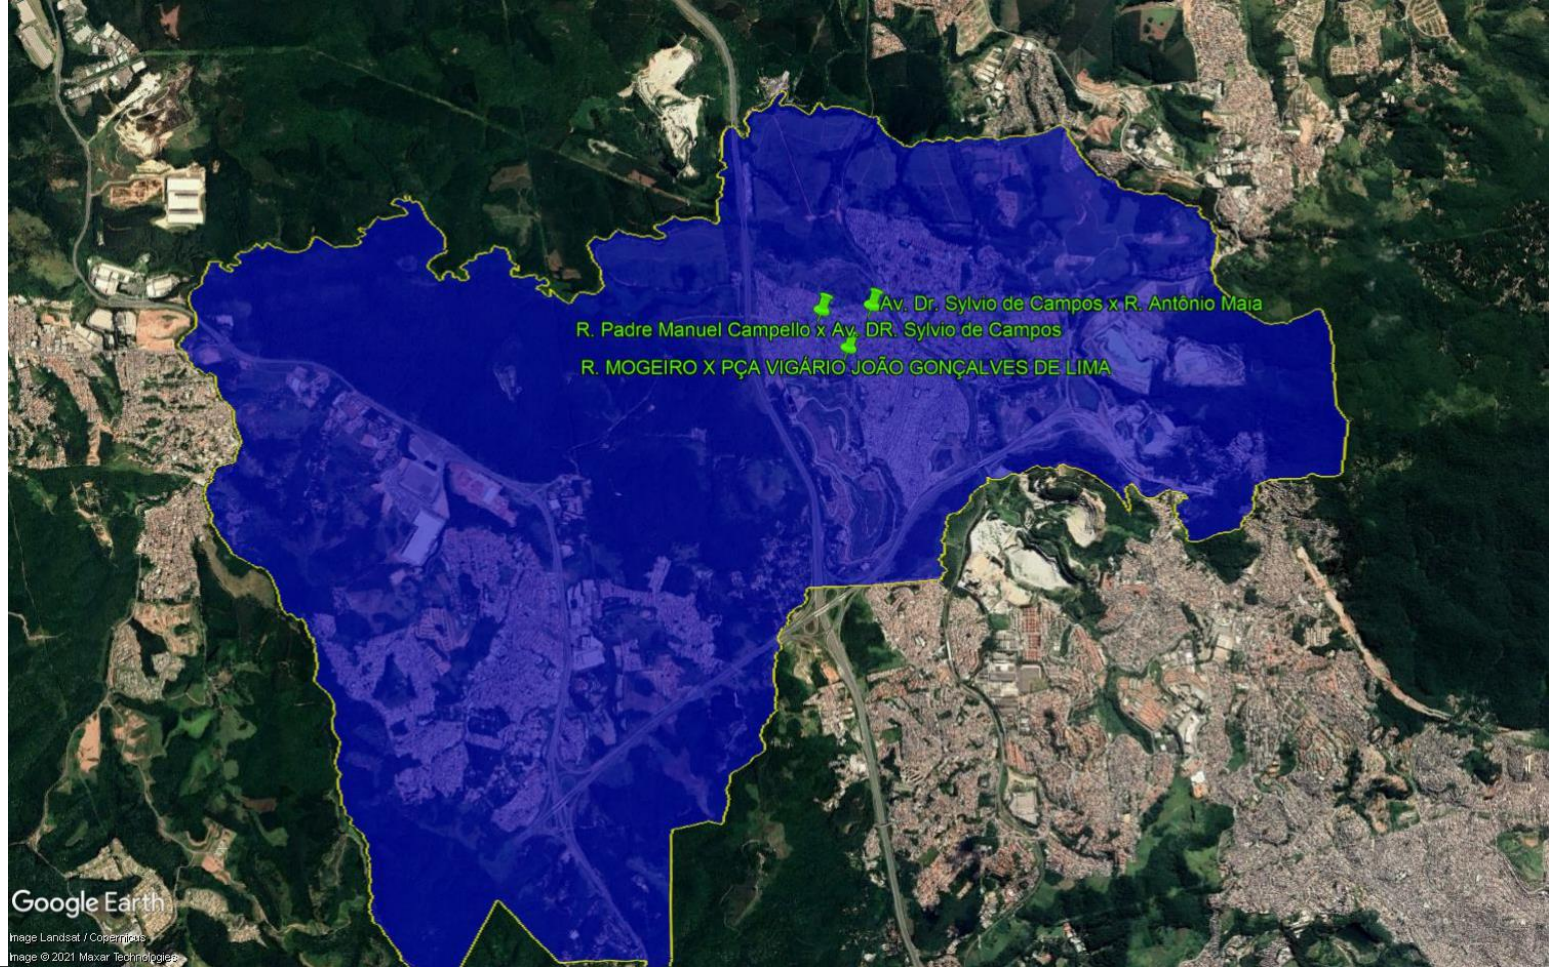 Av. Dr. Sylvio de Campos x R. Antônio Maia
R. Padre Manuel Campello x Av. DR. Sylvio de Campos
R. MOGEIRO X PÇA VIGÁRIO JOÃO GONÇALVES DE LIMA
Google Earth
Image Landsat / Copernicus
Image © 2021 Maxar Technologies